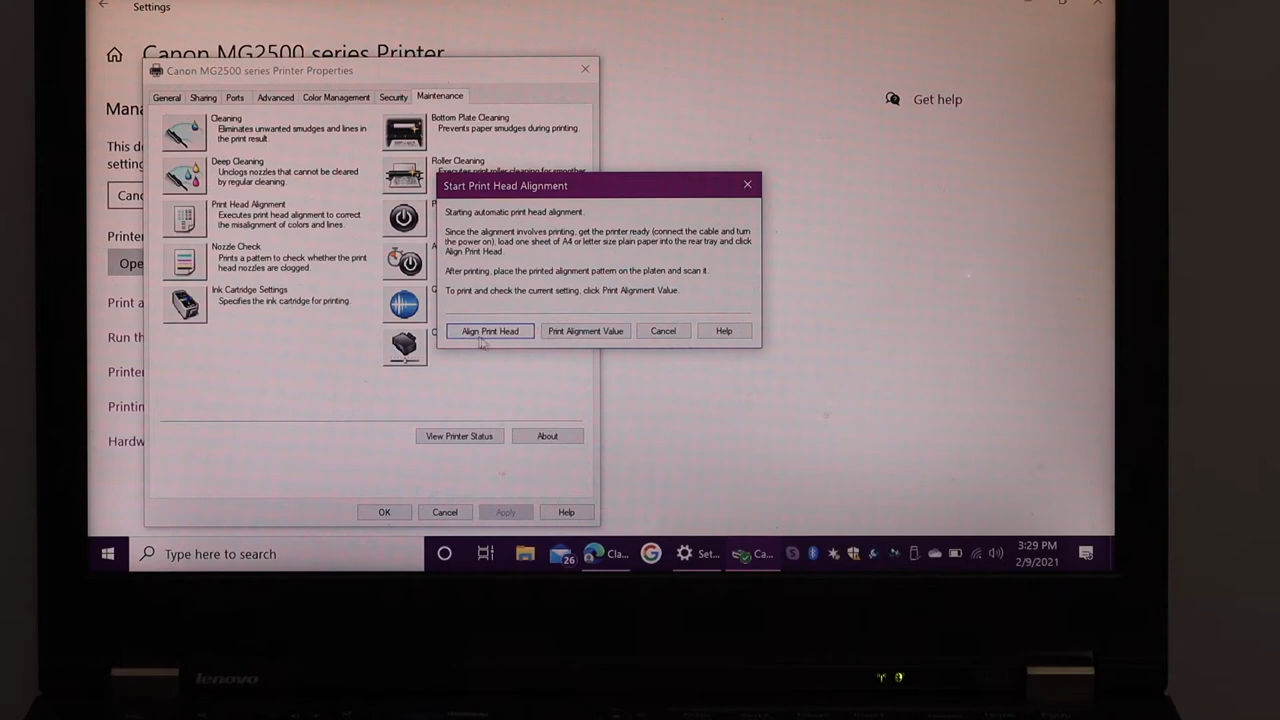 Settings
Canon MG2500 series Printer
Canon MG2500 series Printer Properties
General Sharing Ports Advanced Color Management Security Maintenance
Cleaning
Eliminates unwanted smudges and lines in
the print result.
Bottom Plate Cleaning
Prevents paper smudges during printing.
Deep Cleaning
Unclogs nozzles that cannot be cleared
by regular cleaning.
Roller Cleaning
Print Head Alignment
Executes print head alignment to correct
the misalignment of colors and lines.
Nozzle Check
Prints a pattern to check whether the print
head nozzles are clogged.
Ink Cartridge Settings
Specifies the ink cartridge for printing.
View Printer Status About
OK Cancel Apply Help
Start Print Head Alignment
Starting automatic print head alignment.
Since the alignment involves printing, get the printer ready (connect the cable and turn
the power on), load one sheet of A4 or letter size plain paper into the rear tray and click
Align Print Head.
After printing, place the printed alignment pattern on the platen and scan it.
To print and check the current setting, click Print Alignment Value.
Align Print Head Print Alignment Value Cancel Help
Get help
Mana
This d
setting
Can
Printer
Ope
Print a
Run th
Printer
Printin
Hardw
Type here to search
26
Cla...
Set...
Ca...
3:29 PM
2/9/2021
lenovo